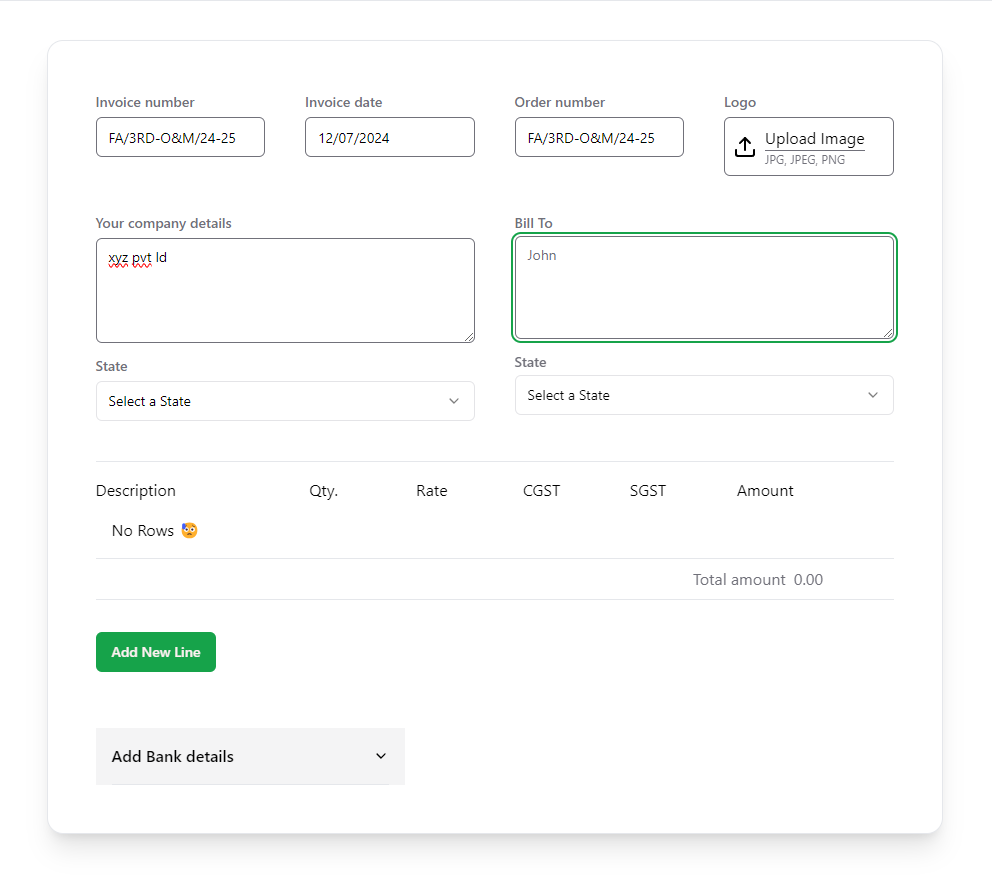 Invoice number Invoice date Order number Logo
FA/3RD-O&M/24-25 12/07/2024 FA/3RD-O&M/24-25 Upload Image
JPG, JPEG, PNG
Your company details Bill To
xyz pvt ld John
State State
Select a State Select a State
Description Qty. Rate CGST SGST Amount
No Rows 😓
Total amount 0.00
Add New Line
Add Bank details